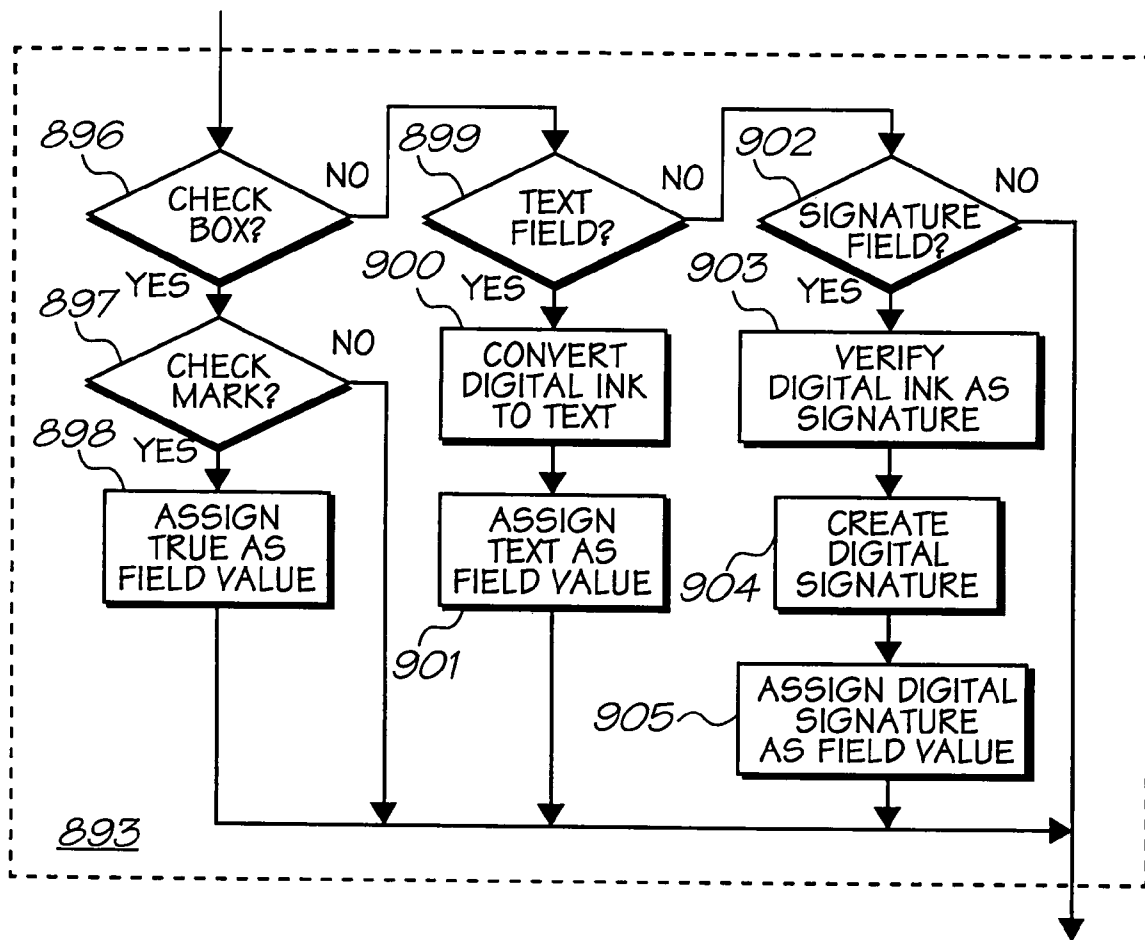 896
CHECK
BOX?
NO
YES
897
CHECK
MARK?
NO
YES
898
ASSIGN
TRUE AS
FIELD VALUE
899
TEXT
FIELD?
NO
YES
900
CONVERT
DIGITAL INK
TO TEXT
ASSIGN
TEXT AS
FIELD VALUE
901
902
SIGNATURE
FIELD?
NO
YES
903
VERIFY
DIGITAL INK AS
SIGNATURE
CREATE
DIGITAL
SIGNATURE
904
ASSIGN DIGITAL
SIGNATURE
AS FIELD VALUE
905
893